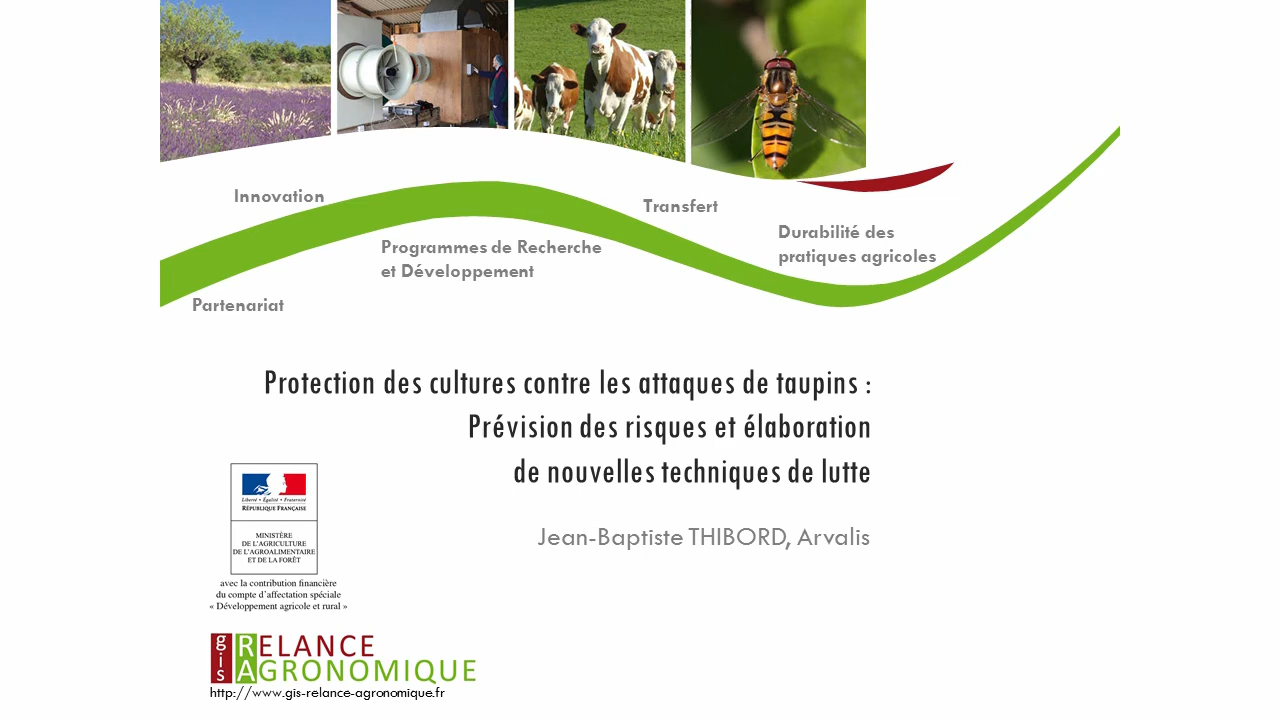 Innovation
Transfert
Durabilité des
pratiques agricoles
Programmes de Recherche
et Développement
Partenariat
Protection des cultures contre les attaques de taupins :
Prévision des risques et élaboration
de nouvelles techniques de lutte
Jean-Baptiste THIBORD, Arvalis
Liberté • Égalité • Fraternité
RÉPUBLIQUE FRANÇAISE
MINISTÈRE
DE L'AGRICULTURE
DE L'AGROALIMENTAIRE
ET DE LA FORÊT
avec la contribution financière
du compte d'affectation spéciale
« Développement agricole et rural »
gis RELANCE
AGRONOMIQUE
http://www.gis-relance-agronomique.fr